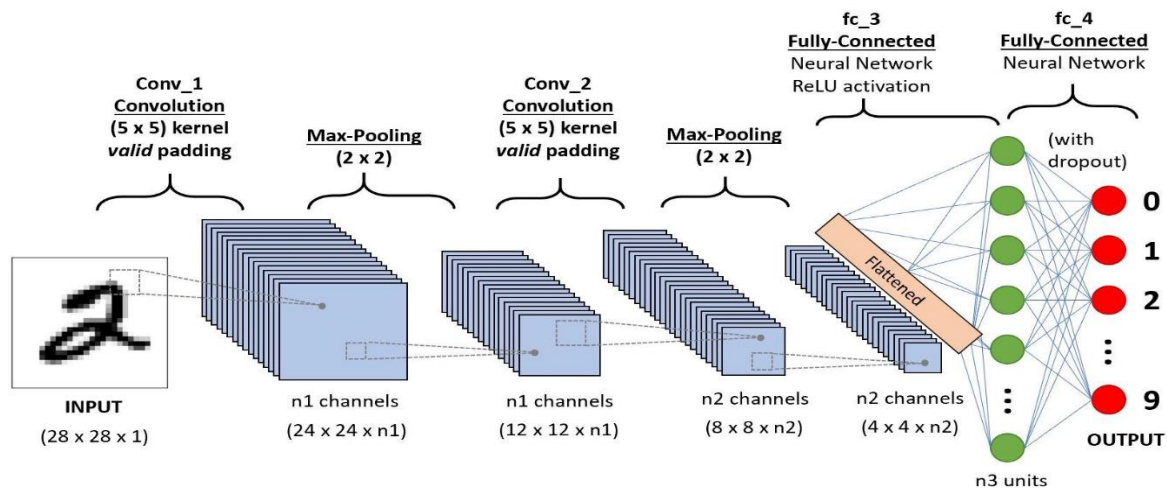 Conv_1
Convolution
(5 x 5) kernel
valid padding
Max-Pooling
(2 x 2)
Conv_2
Convolution
(5 x 5) kernel
valid padding
Max-Pooling
(2 x 2)
fc_3
Fully-Connected
Neural Network
ReLU activation
fc_4
Fully-Connected
Neural Network
(with
dropout)
Flattened
0
1
2
9
OUTPUT
2
INPUT
(28 x 28 x 1)
n1 channels
(24 x 24 x n1)
n1 channels
(12 x 12 x n1)
n2 channels
(8 x 8 x n2)
n2 channels
(4 x 4 x n2)
n3 units